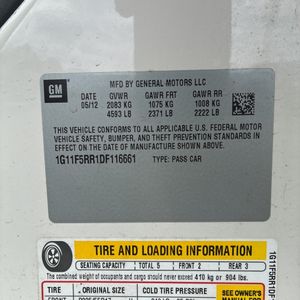 GM
MFD BY GENERAL MOTORS LLC
DATE GVWR GAWR FRT GAWR RR
05/12 2083 KG 1075 KG 1008 KG
4593 LB 2371 LB 2222 LB
THIS VEHICLE CONFORMS TO ALL APPLICABLE U.S. FEDERAL MOTOR
VEHICLE SAFETY, BUMPER, AND THEFT PREVENTION STANDARDS IN
EFFECT ON THE DATE OF MANUFACTURE SHOWN ABOVE.
1G11F5RR1DF116661 TYPE: PASS CAR
TIRE AND LOADING INFORMATION
SEATING CAPACITY TOTAL 5 FRONT 2 REAR 3
The combined weight of occupants and cargo should never exceed 410 kg or 904 lbs.
TIRE ORIGINAL SIZE COLD TIRE PRESSURE
SEE OWNER'S
MANUAL FOR
FRONT
1G11F5RR1DF